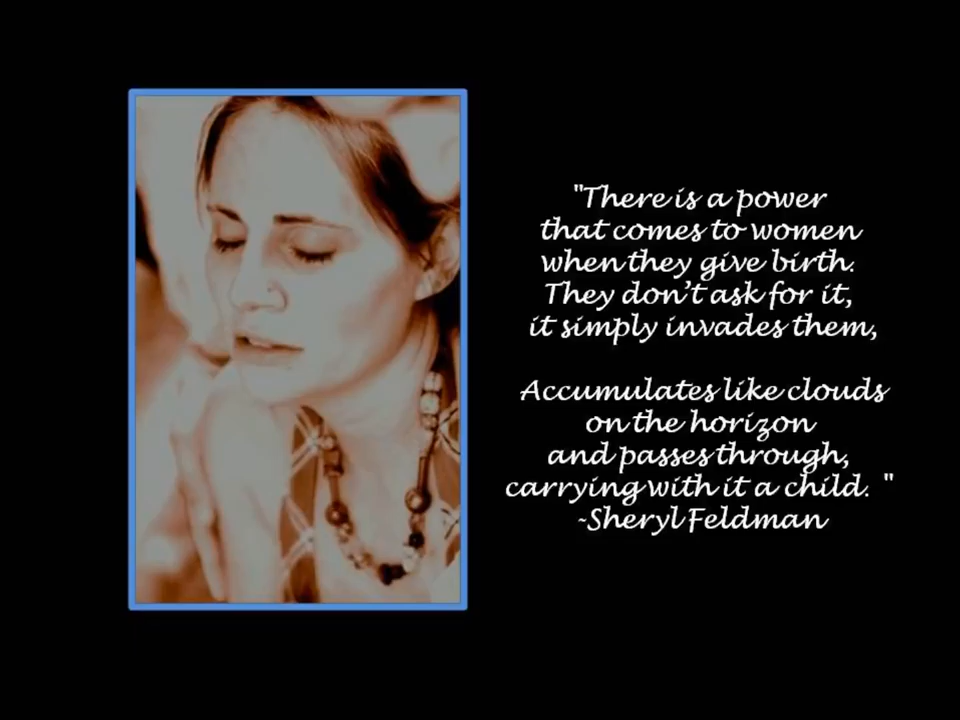 "There is a power
that comes to women
when they give birth.
They don't ask for it,
it simply invades them,
Accumulates like clouds
on the horizon
and passes through,
carrying with it a child. "
-Sheryl Feldman